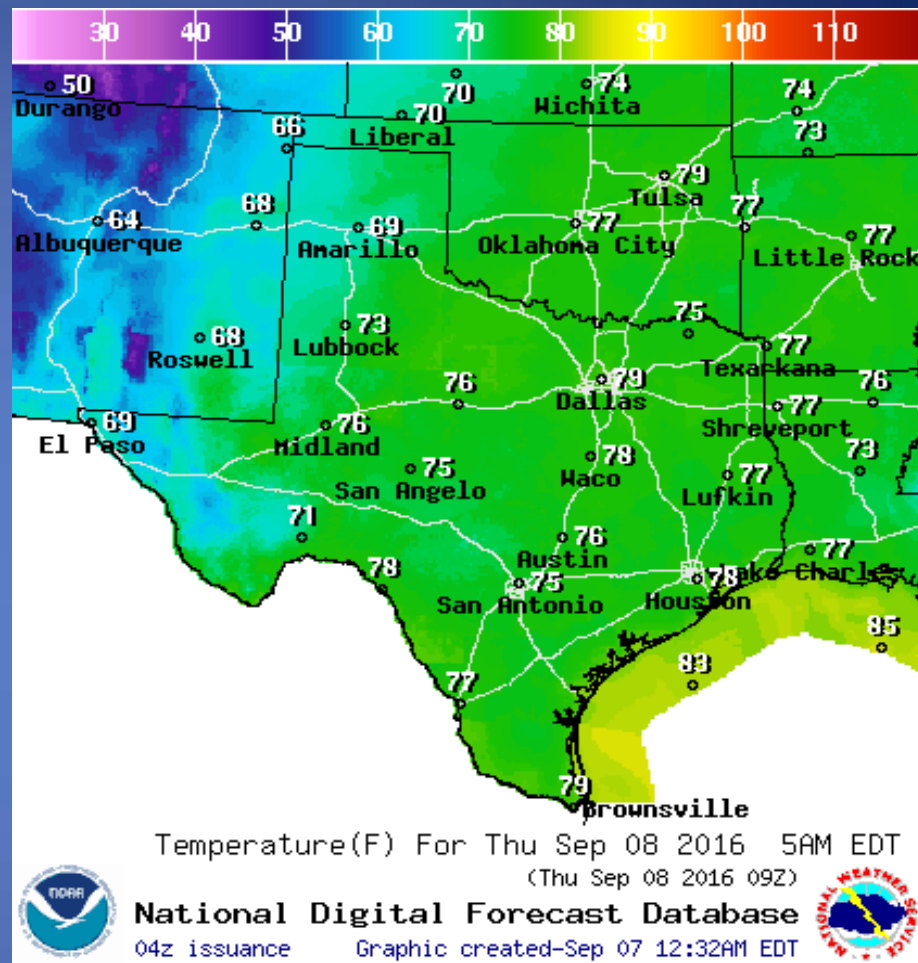 30 40 50 60 70 80 90 100 110
50
Durango
70
74
Wichita
74
70
Liberal
66
73
79
Tulsa
64
Albuquerque
68
69
Amarillo
77
Oklahoma City
77
77
Little Rock
68
Roswell
73
Lubbock
75
77
Texarkana
79
Dallas
76
76
69
El Paso
76
Midland
77
Shreveport
75
San Angelo
78
Waco
77
Lufkin
73
71
76
Austin
77
Lake Charles
78
75
San Antonio
78
Houston
85
83
77
79
Brownsville
Temperature(F) For Thu Sep 08 2016 5AM EDT
(Thu Sep 08 2016 09Z)
National Digital Forecast Database
04z issuance Graphic created-Sep 07 12:32AM EDT
NOAA
NATIONAL WEATHER SERVICE